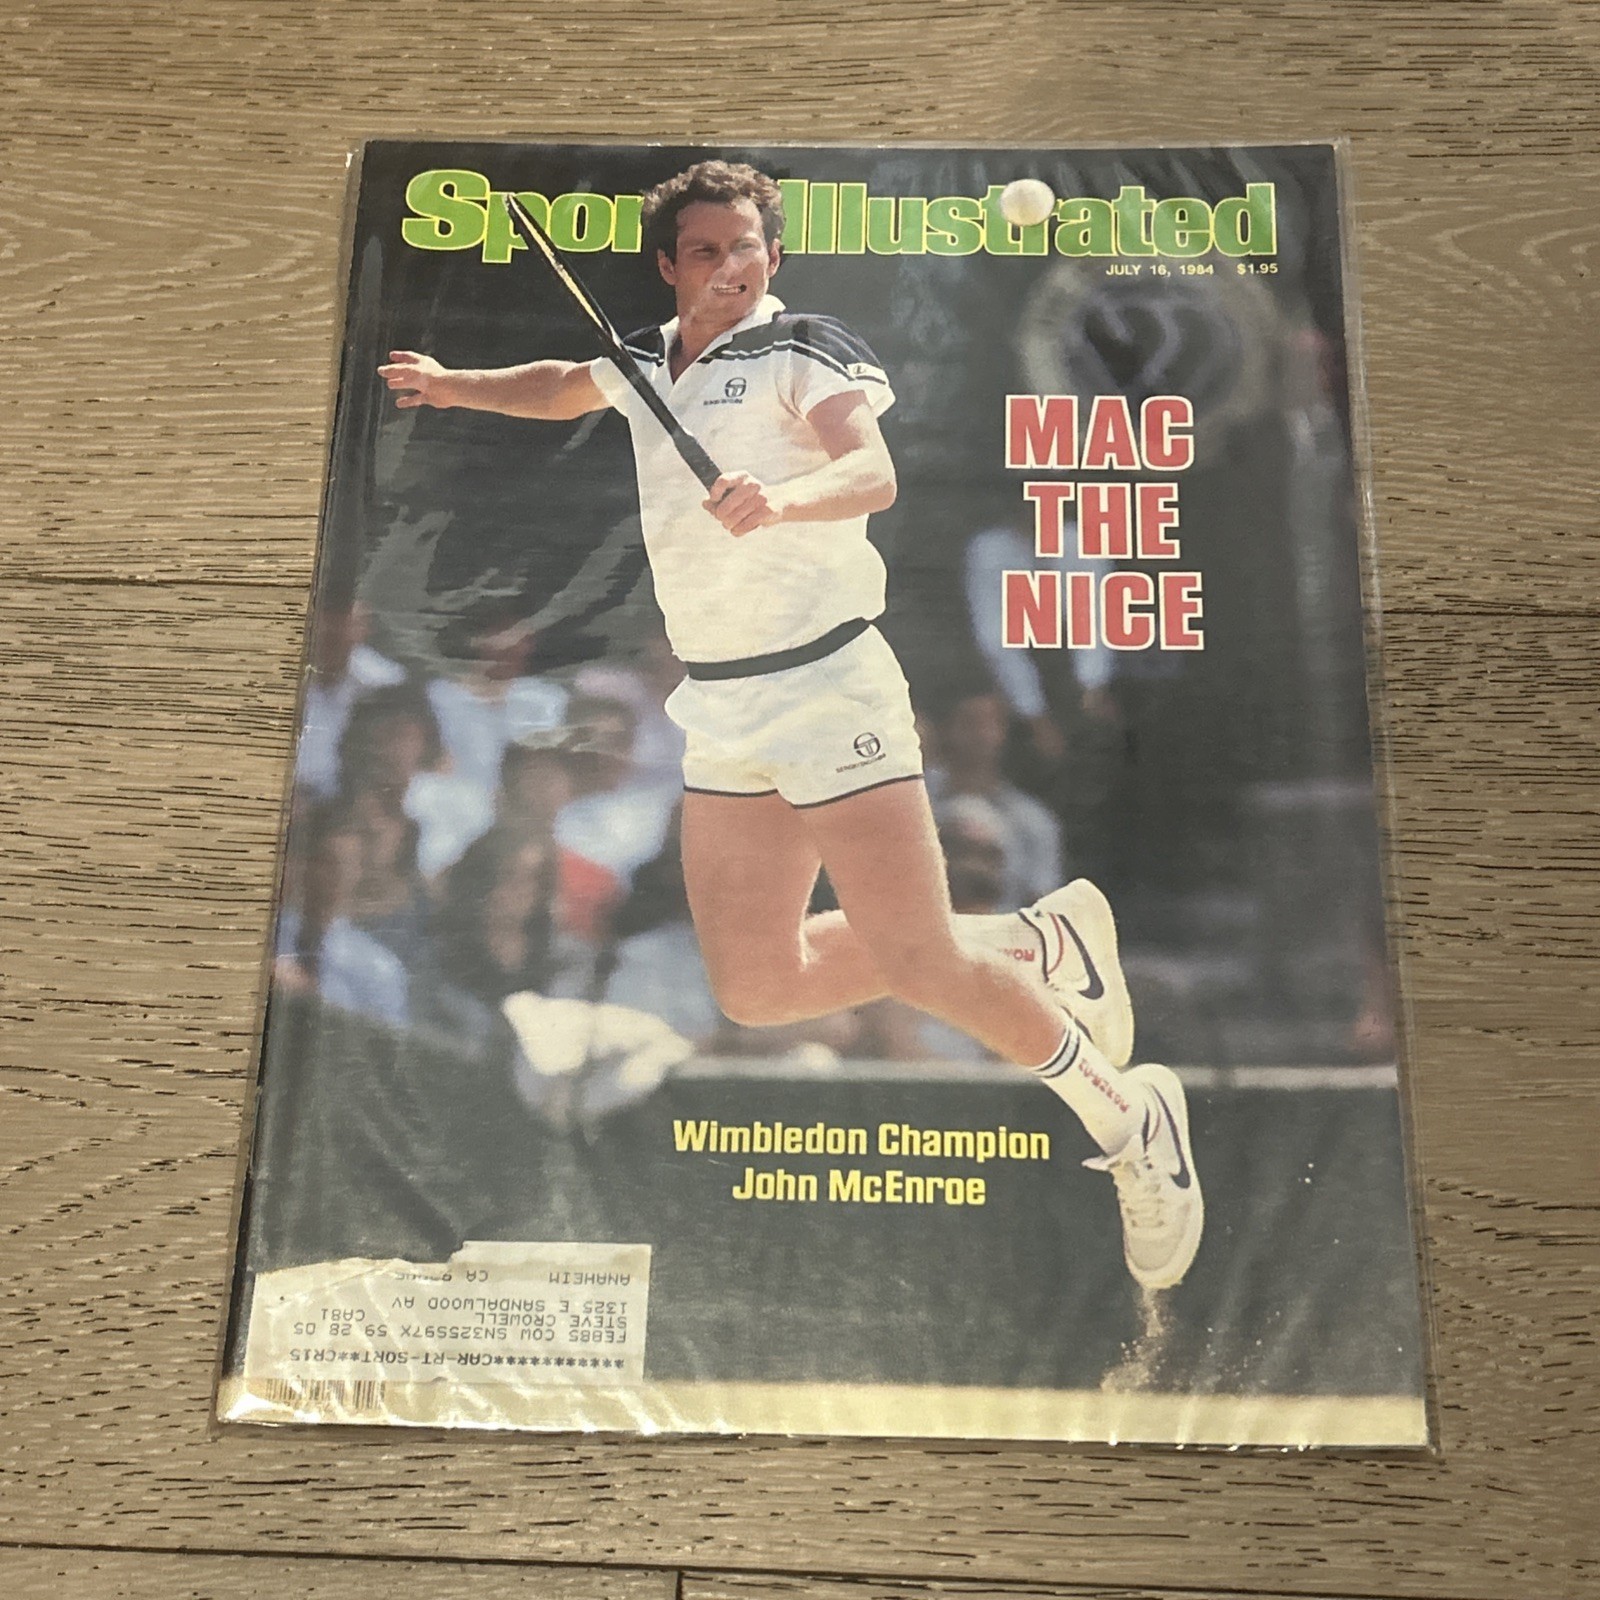 Sports Illustrated
JULY 16, 1984 $1.95
MAC
THE
NICE
Wimbledon Champion
John McEnroe
***********CAR-RT-SORT**CR15
FEB85 COW SN325597X 59 28 05
STEVE CROWELL CA81
1325 E SANDALWOOD AV
ANAHEIM CA